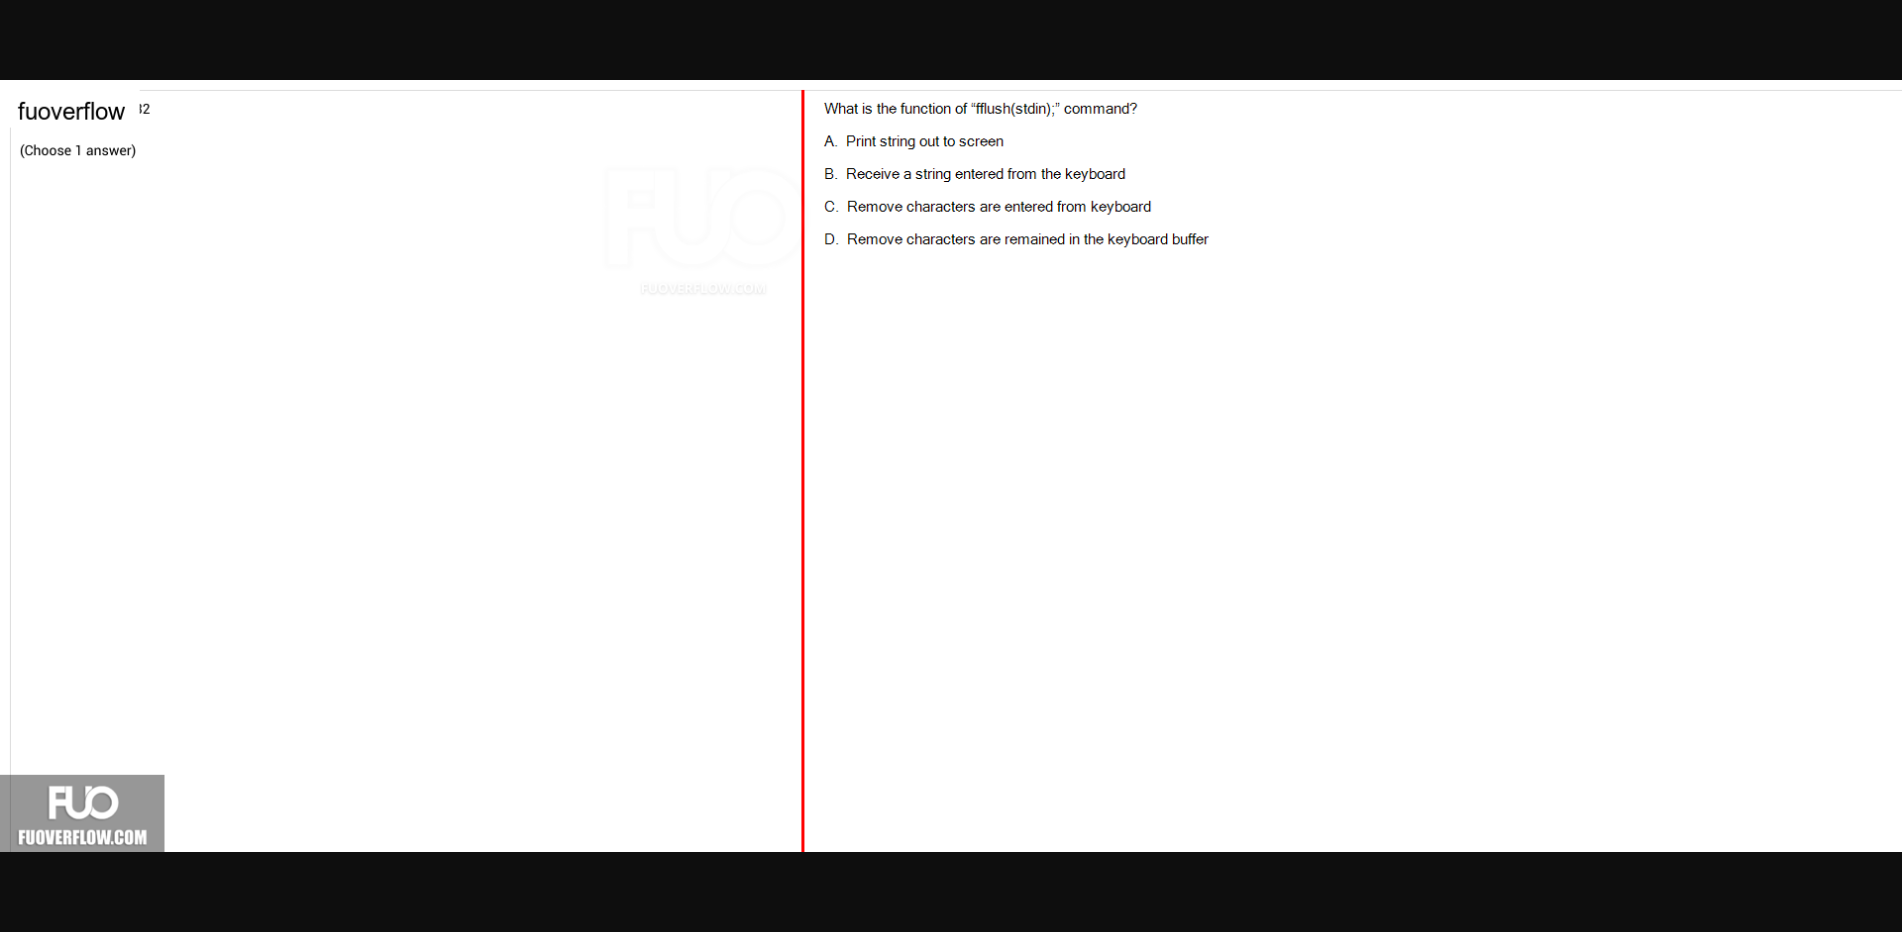 fuoverflow 32
(Choose 1 answer)
FUO
FUOVERFLOW.COM
What is the function of “fflush(stdin);” command?
A. Print string out to screen
B. Receive a string entered from the keyboard
C. Remove characters are entered from keyboard
D. Remove characters are remained in the keyboard buffer
FUO
FUOVERFLOW.COM